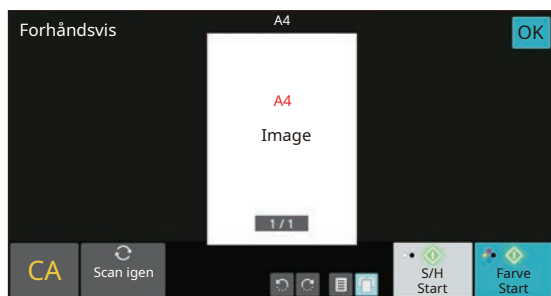 Forhåndsvis
A4
OK
A4
Image
1 / 1
CA
Scan igen
S/H
Start
Farve
Start